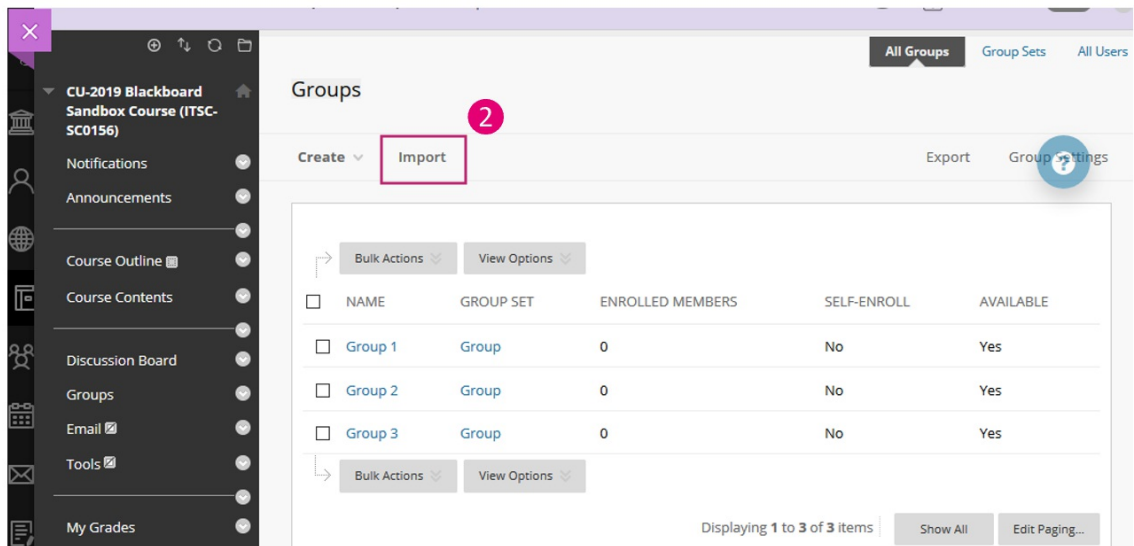 All Groups Group Sets All Users
CU-2019 Blackboard
Sandbox Course (ITSC-
SC0156)
Notifications
Announcements
Course Outline
Course Contents
Discussion Board
Groups
Email
Tools
My Grades
Groups
2
Create Import Export Group Settings
?
Bulk Actions View Options
NAME GROUP SET ENROLLED MEMBERS SELF-ENROLL AVAILABLE
Group 1 Group 0 No Yes
Group 2 Group 0 No Yes
Group 3 Group 0 No Yes
Bulk Actions View Options
Displaying 1 to 3 of 3 items Show All Edit Paging...